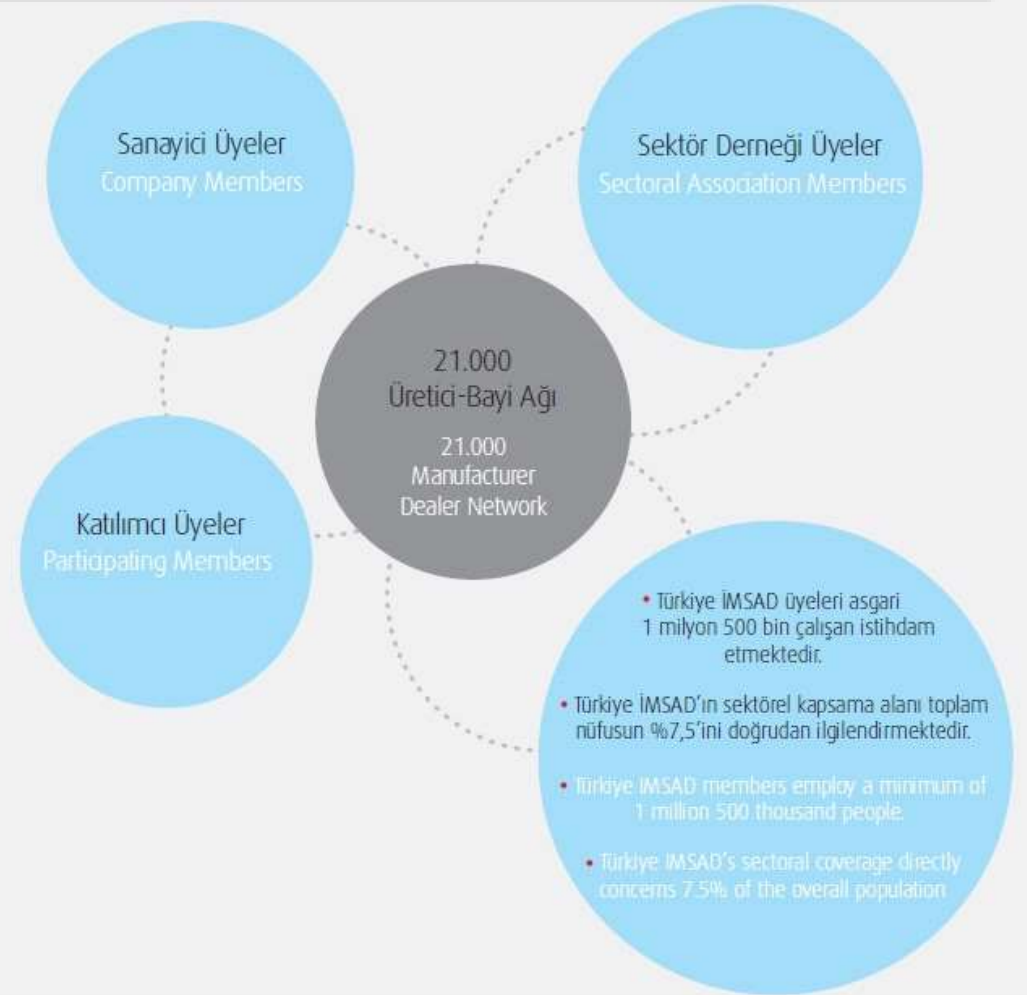 Sanayici Üyeler
Company Members
Sektör Derneği Üyeler
Sectoral Association Members
21.000
Üretici-Bayi Ağı
21.000
Manufacturer
Dealer Network
Katılımcı Üyeler
Participating Members
• Türkiye İMSAD üyeleri asgari
1 milyon 500 bin çalışan istihdam
etmektedir.
• Türkiye İMSAD’ın sektörel kapsama alanı toplam
nüfusun %7,5’ini doğrudan ilgilendirmektedir.
• Türkiye İMSAD members employ a minimum of
1 million 500 thousand people.
• Türkiye İMSAD’s sectoral coverage directly
concerns 7.5% of the overall population